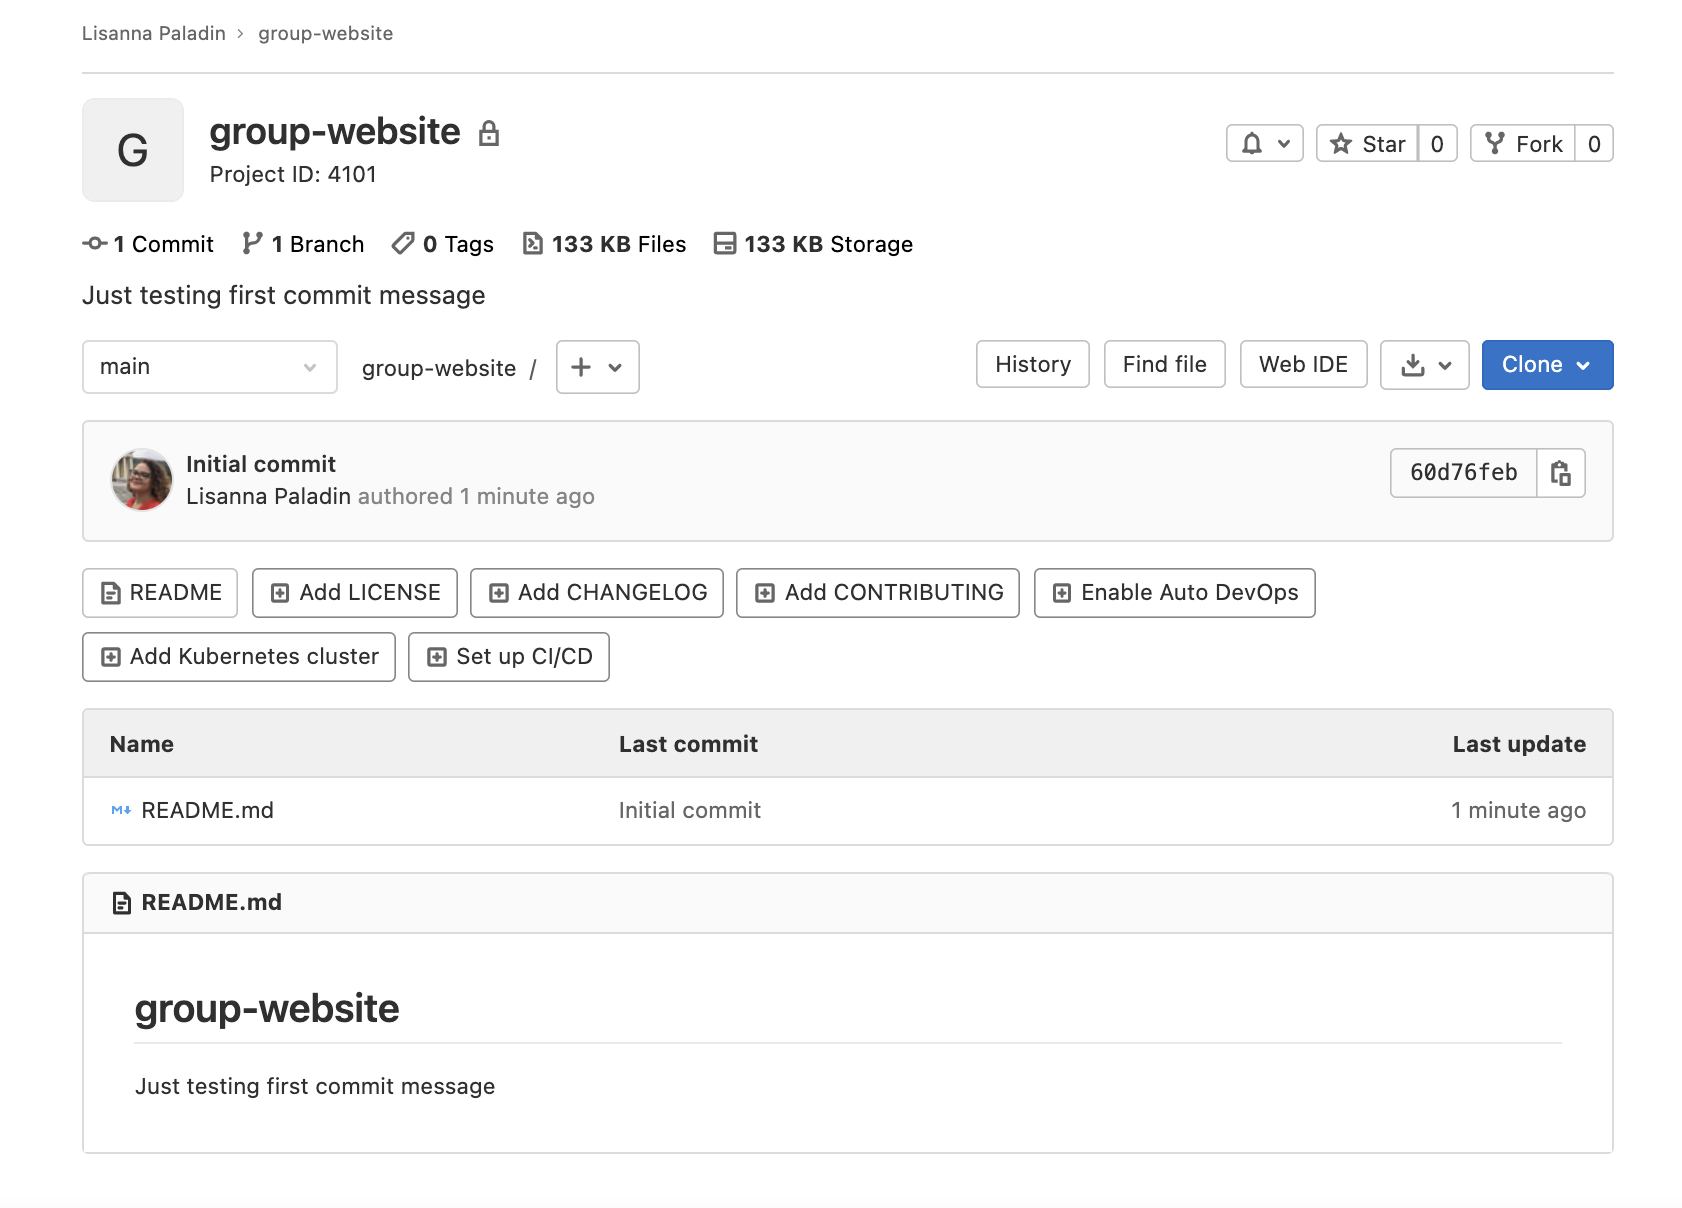 Lisanna Paladin › group-website
G
group-website
Project ID: 4101
Star 0 Fork 0
1 Commit 1 Branch 0 Tags 133 KB Files 133 KB Storage
Just testing first commit message
main group-website / + History Find file Web IDE Clone
Initial commit
Lisanna Paladin authored 1 minute ago
60d76feb
README Add LICENSE Add CHANGELOG Add CONTRIBUTING Enable Auto DevOps
Add Kubernetes cluster Set up CI/CD
Name Last commit Last update
M↓ README.md Initial commit 1 minute ago
README.md
group-website
Just testing first commit message